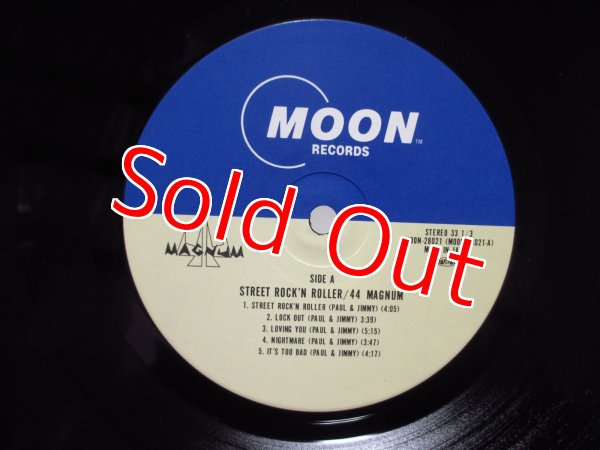 MOON™
RECORDS
Sold Out
STEREO 33 1/3
44 MAGNUM
SIDE A
STREET ROCK'N ROLLER/44 MAGNUM
1. STREET ROCK'N ROLLER (PAUL & JIMMY) (4:05)
2. LOCK OUT (PAUL & JIMMY) 3:39)
3. LOVING YOU (PAUL & JIMMY) (5:15)
4. NIGHTMARE (PAUL & JIMMY) (3:47)
5. IT'S TOO BAD (PAUL & JIMMY) (4:17)